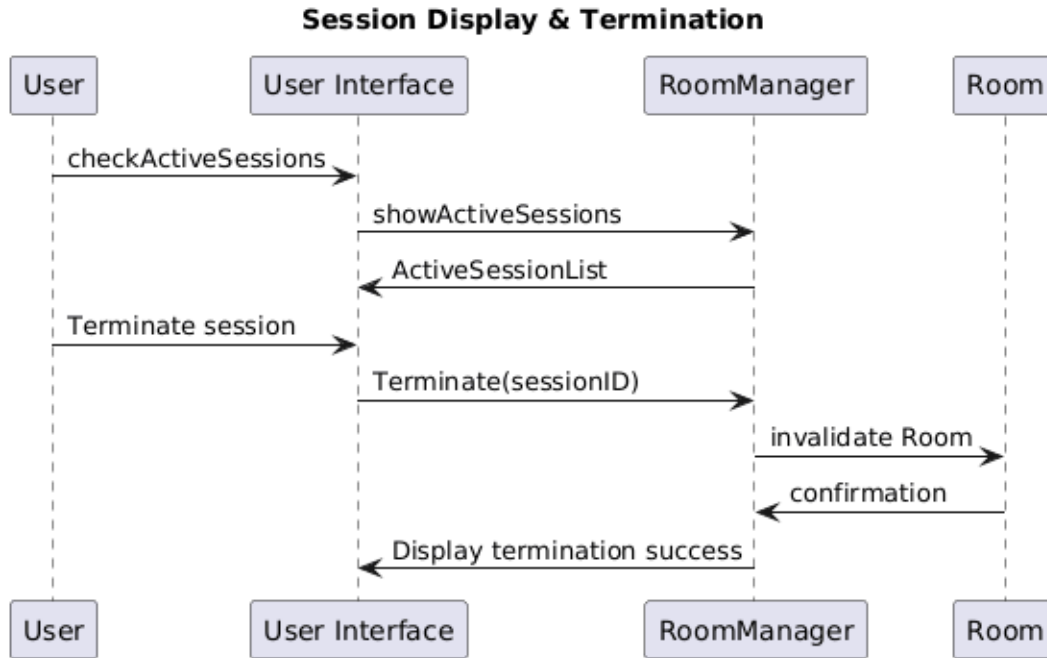 Session Display & Termination
User
User Interface
RoomManager
Room
checkActiveSessions
showActiveSessions
ActiveSessionList
Terminate session
Terminate(sessionID)
invalidate Room
confirmation
Display termination success
User
User Interface
RoomManager
Room